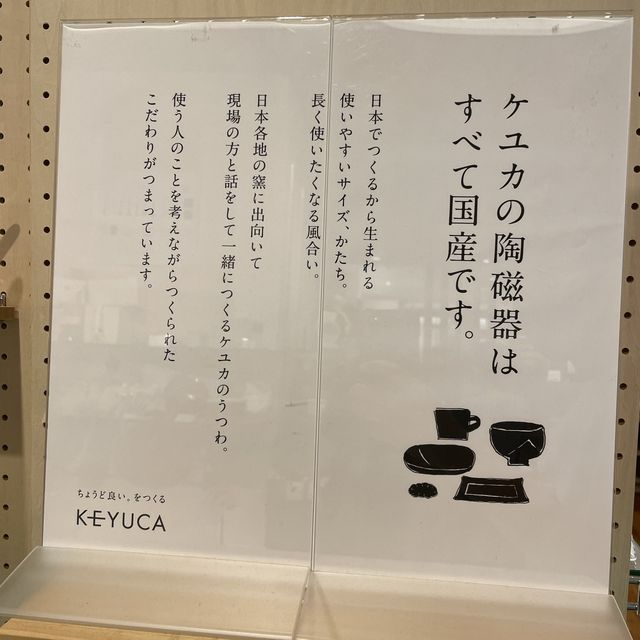 ケユカの陶磁器は
すべて国産です。
日本でつくるから生まれる
使いやすいサイズ、かたち。
長く使いたくなる風合い。
日本各地の窯に出向いて
現場の方と話をして一緒につくるケユカのうつわ。
使う人のことを考えながらつくられた
こだわりがつまっています。
ちょうど良い。をつくる
KEYUCA